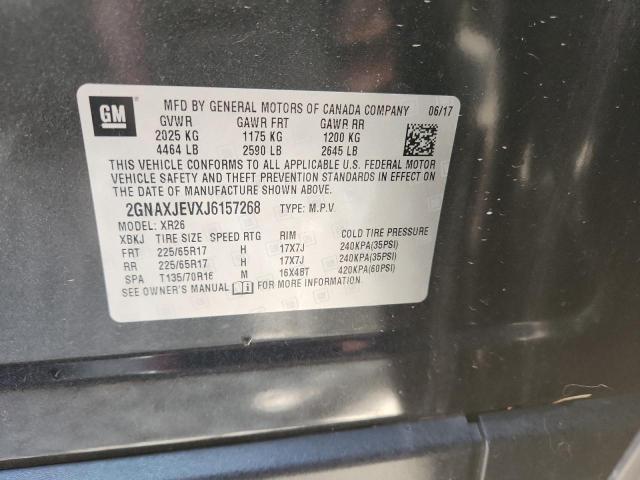 GM
MFD BY GENERAL MOTORS OF CANADA COMPANY 06/17
GVWR GAWR FRT GAWR RR
2025 KG 1175 KG 1200 KG
4464 LB 2590 LB 2645 LB
THIS VEHICLE CONFORMS TO ALL APPLICABLE U.S. FEDERAL MOTOR
VEHICLE SAFETY AND THEFT PREVENTION STANDARDS IN EFFECT
ON THE DATE OF MANUFACTURE
SHOWN ABOVE.
2GNAXJEVXJ6157268 TYPE: M.P.V.
MODEL: XR26
XBKJ TIRE SIZE SPEED RTG RIM COLD TIRE PRESSURE
FRT 225/65R17 H 17X7J 240KPA(35PSI)
RR 225/65R17 H 17X7J 240KPA(35PSI)
SPA T135/70R16 M 16X4BT 420KPA(60PSI)
SEE OWNER'S MANUAL i FOR MORE INFORMATION.